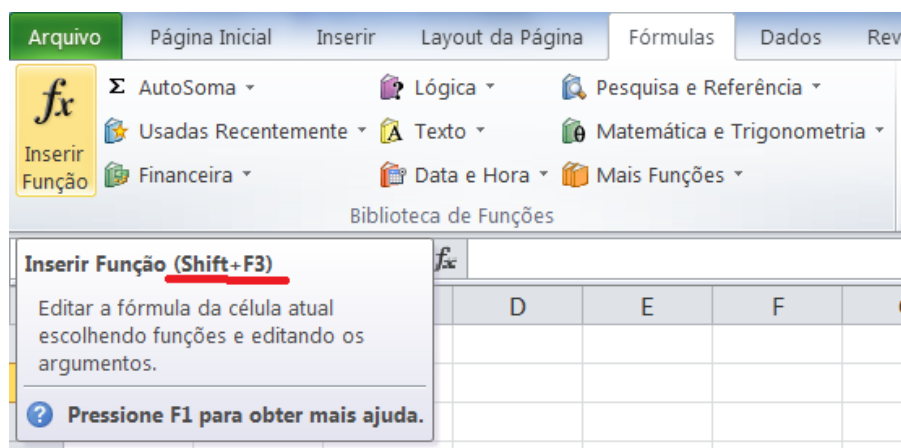 Arquivo Página Inicial Inserir Layout da Página Fórmulas Dados Rev
fx Inserir Função
Σ AutoSoma
Usadas Recentemente
Financeira
Lógica
Texto
Data e Hora
Pesquisa e Referência
Matemática e Trigonometria
Mais Funções
Biblioteca de Funções
fx
Inserir Função (Shift+F3)
Editar a fórmula da célula atual
escolhendo funções e editando os
argumentos.
Pressione F1 para obter mais ajuda.
D E F